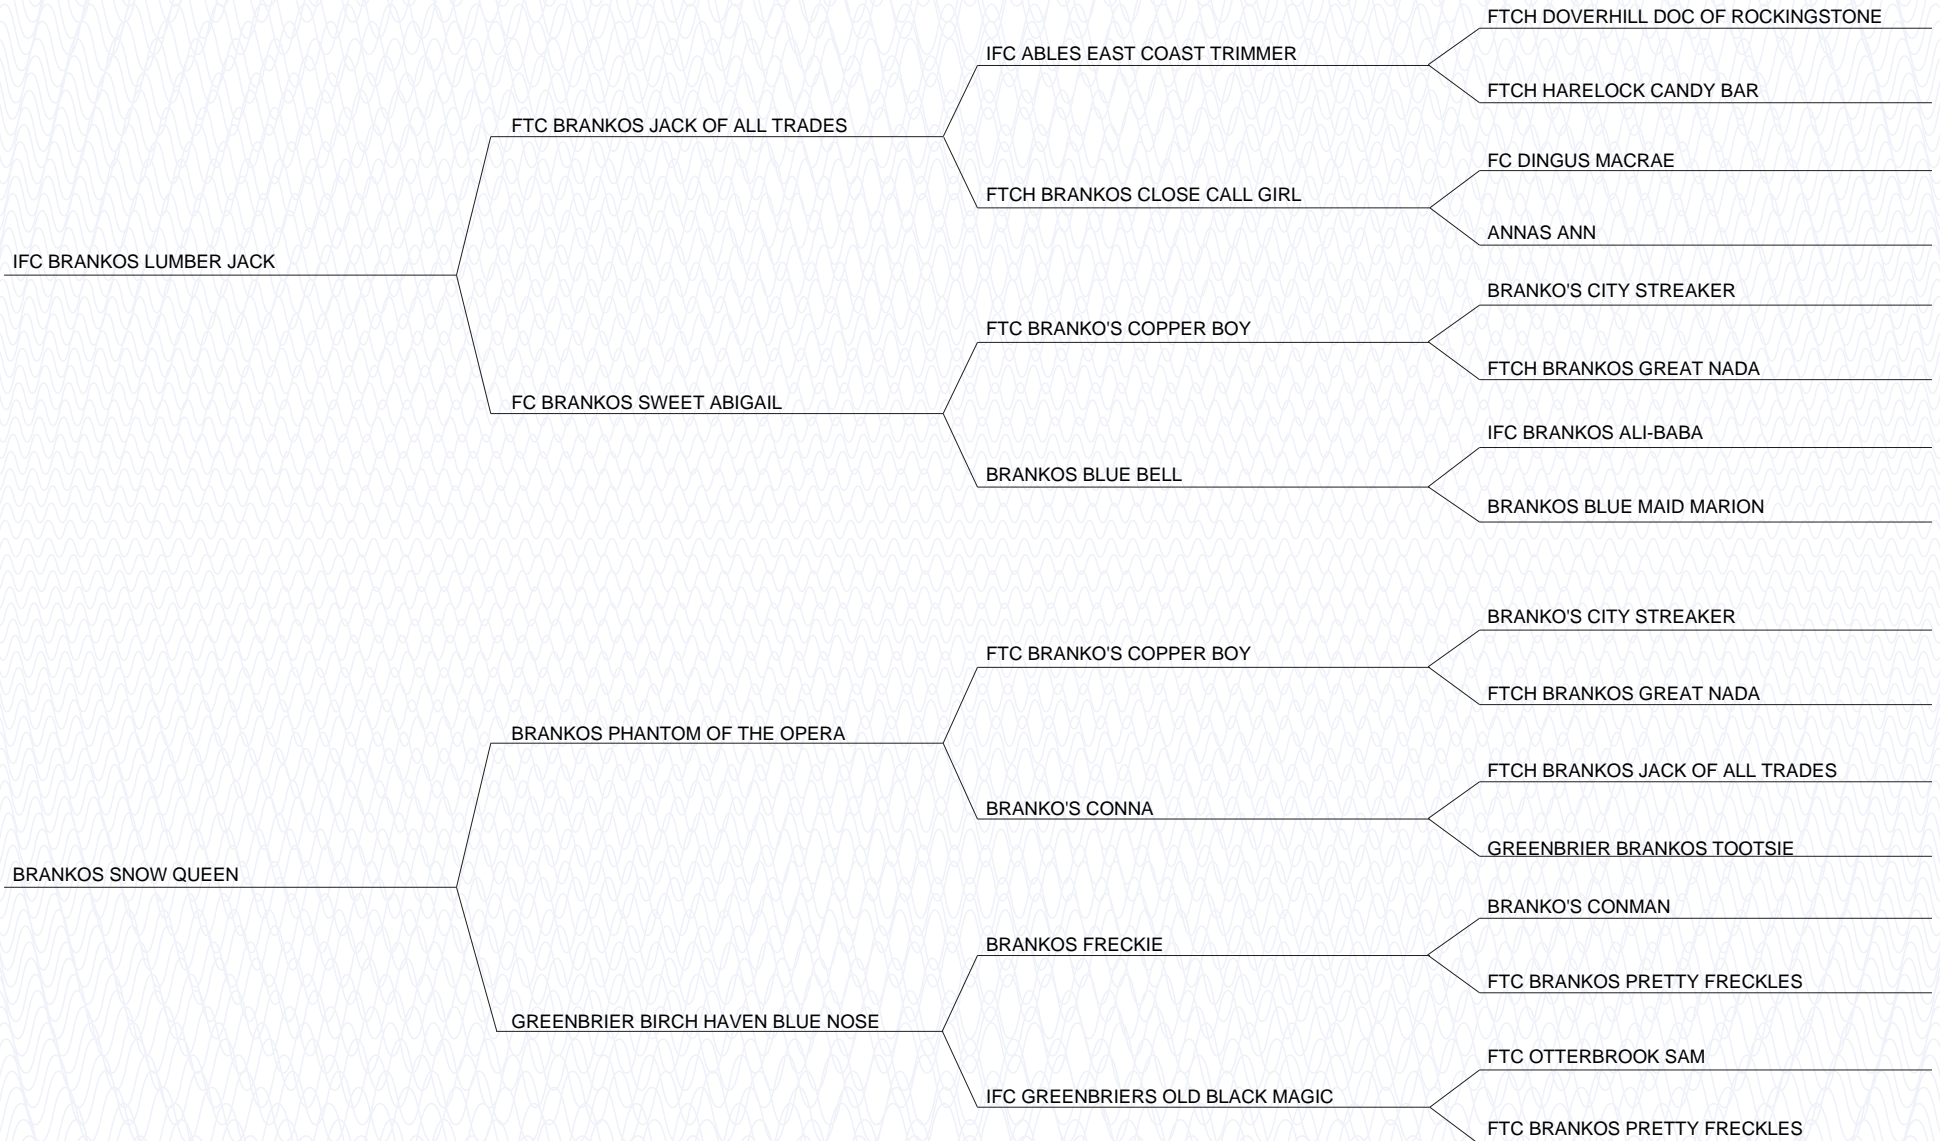 FTCH DOVERHILL DOC OF ROCKINGSTONE
IFC ABLES EAST COAST TRIMMER
FTCH HARELOCK CANDY BAR
FTC BRANKOS JACK OF ALL TRADES
FC DINGUS MACRAE
FTCH BRANKOS CLOSE CALL GIRL
ANNAS ANN
IFC BRANKOS LUMBER JACK
BRANKO'S CITY STREAKER
FTC BRANKO'S COPPER BOY
FTCH BRANKOS GREAT NADA
FC BRANKOS SWEET ABIGAIL
IFC BRANKOS ALI-BABA
BRANKOS BLUE BELL
BRANKOS BLUE MAID MARION
BRANKO'S CITY STREAKER
FTC BRANKO'S COPPER BOY
FTCH BRANKOS GREAT NADA
BRANKOS PHANTOM OF THE OPERA
FTCH BRANKOS JACK OF ALL TRADES
BRANKO'S CONNA
GREENBRIER BRANKOS TOOTSIE
BRANKOS SNOW QUEEN
BRANKO'S CONMAN
BRANKOS FRECKIE
FTC BRANKOS PRETTY FRECKLES
GREENBRIER BIRCH HAVEN BLUE NOSE
FTC OTTERBROOK SAM
IFC GREENBRIERS OLD BLACK MAGIC
FTC BRANKOS PRETTY FRECKLES